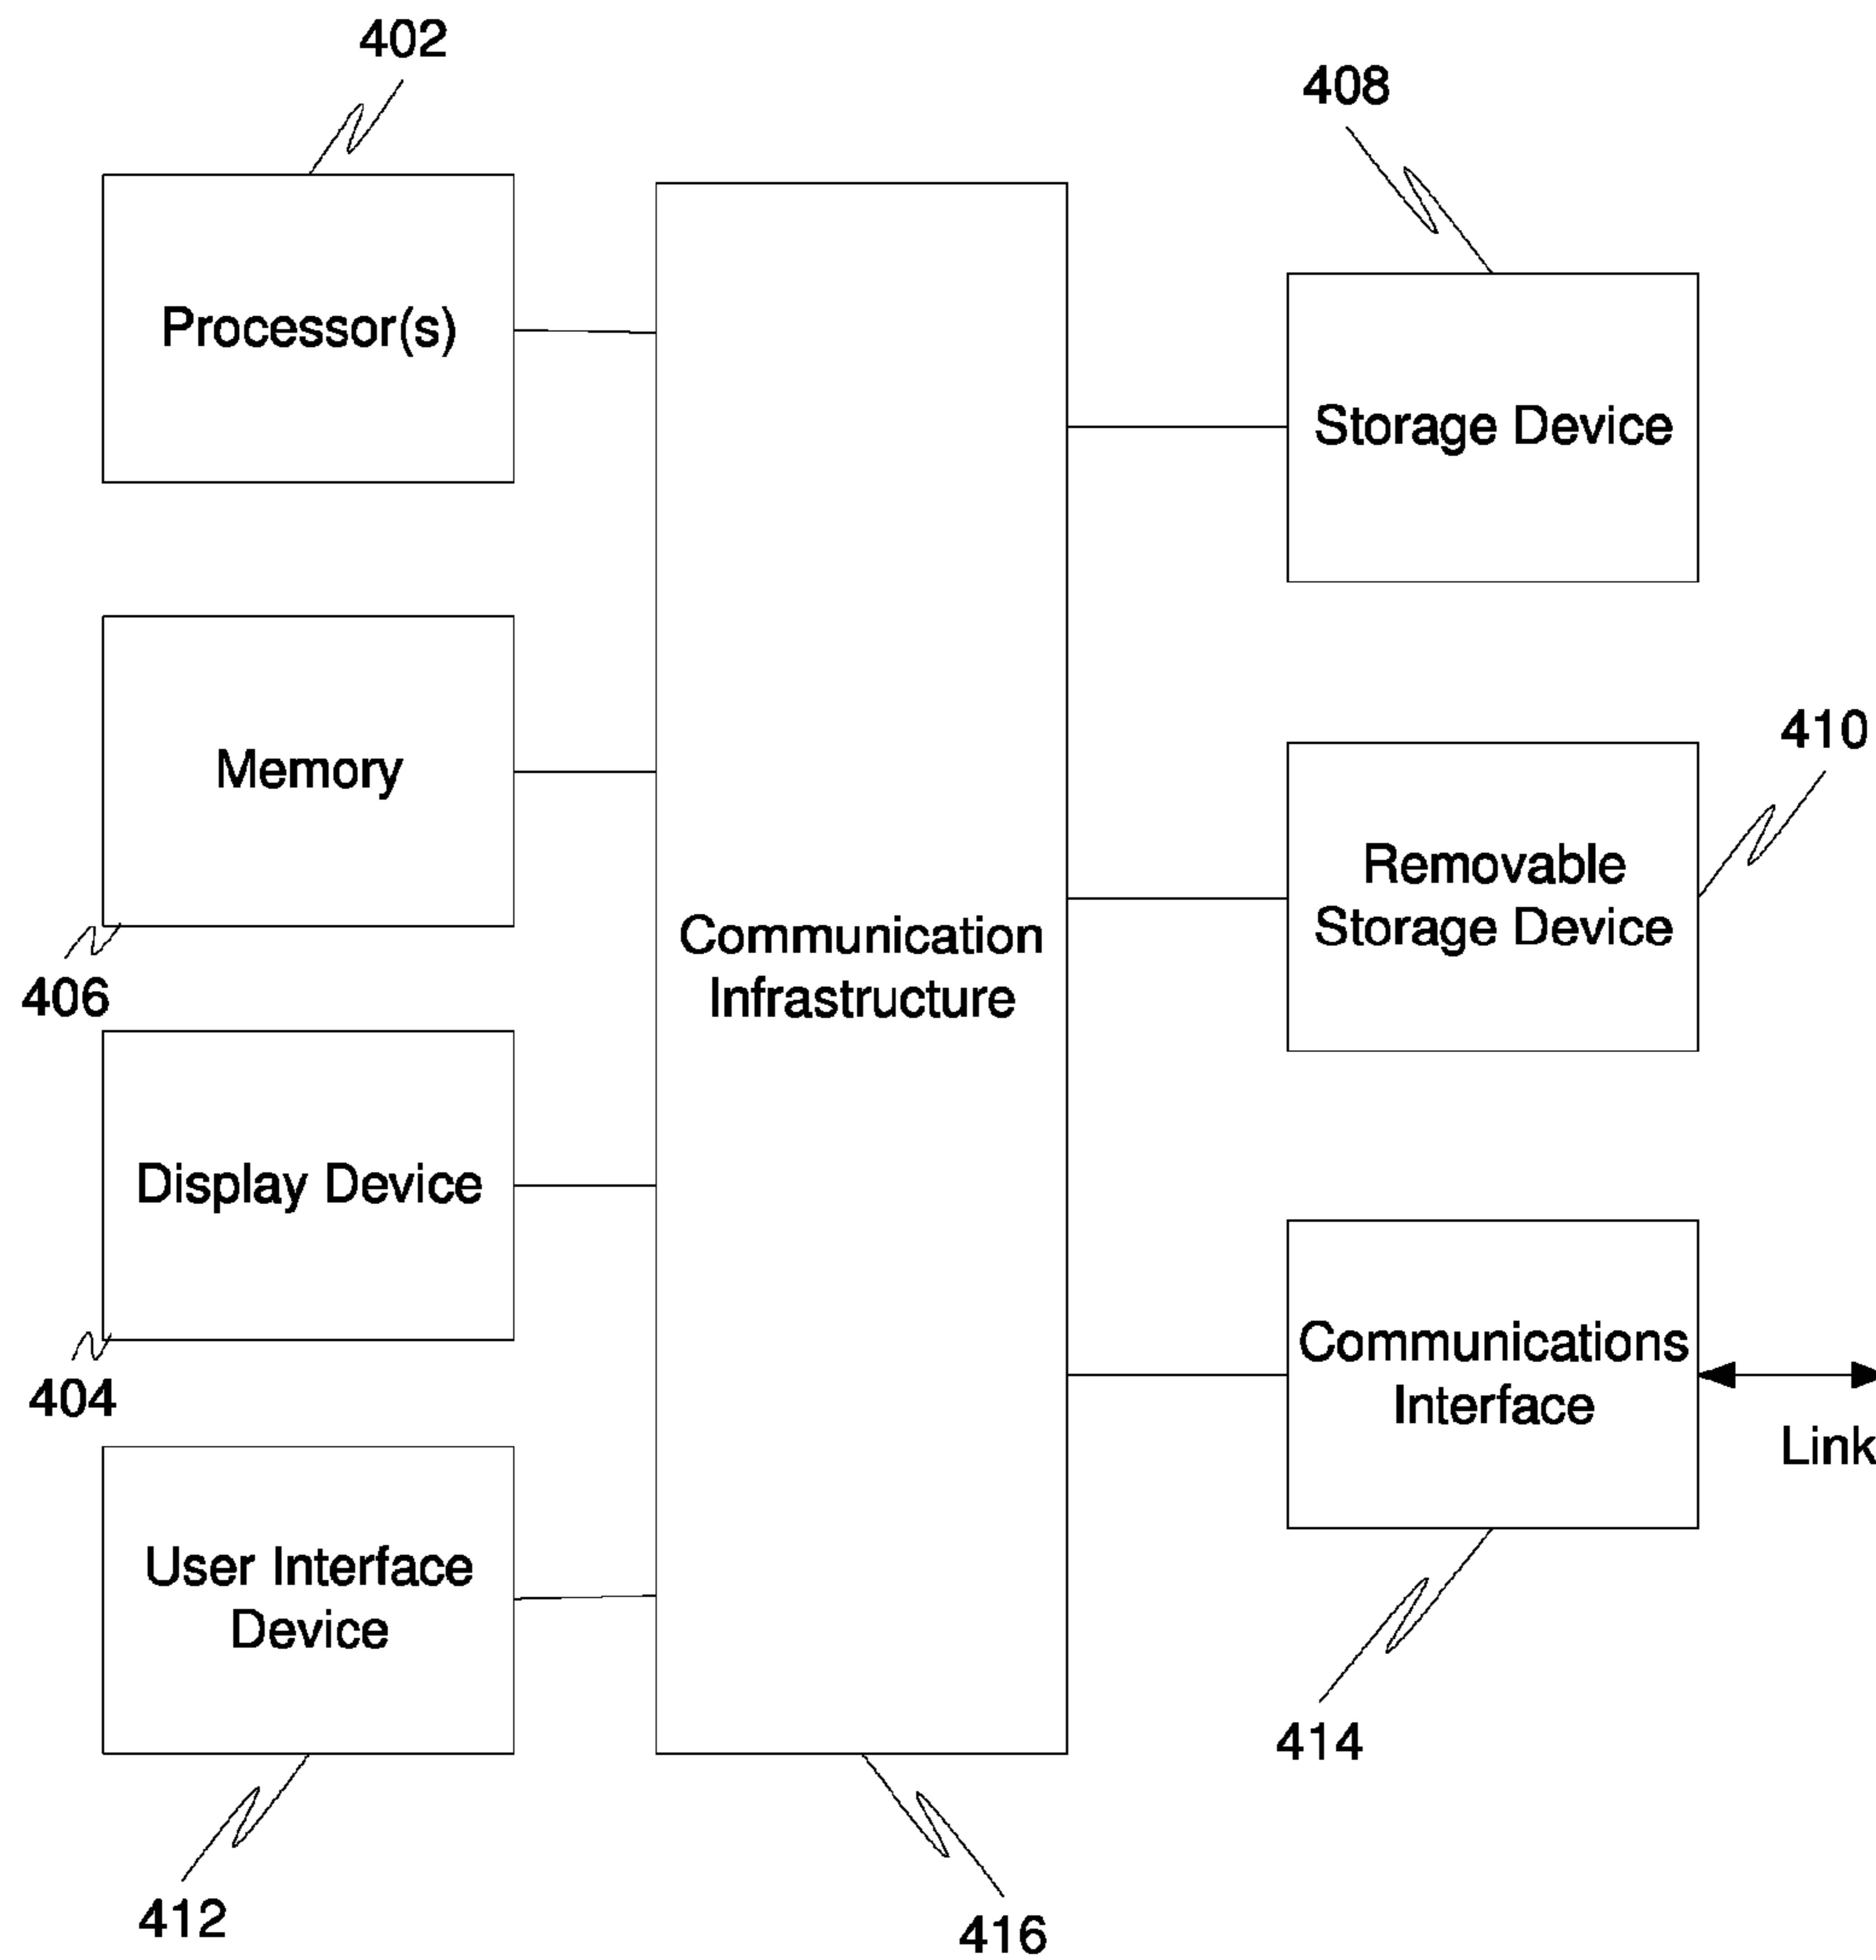 402
408
Processor(s)
Storage Device
410
Memory
Removable
Storage Device
Communication
Infrastructure
406
Display Device
Communications
Interface
404
Link
User Interface
Device
414
412
416